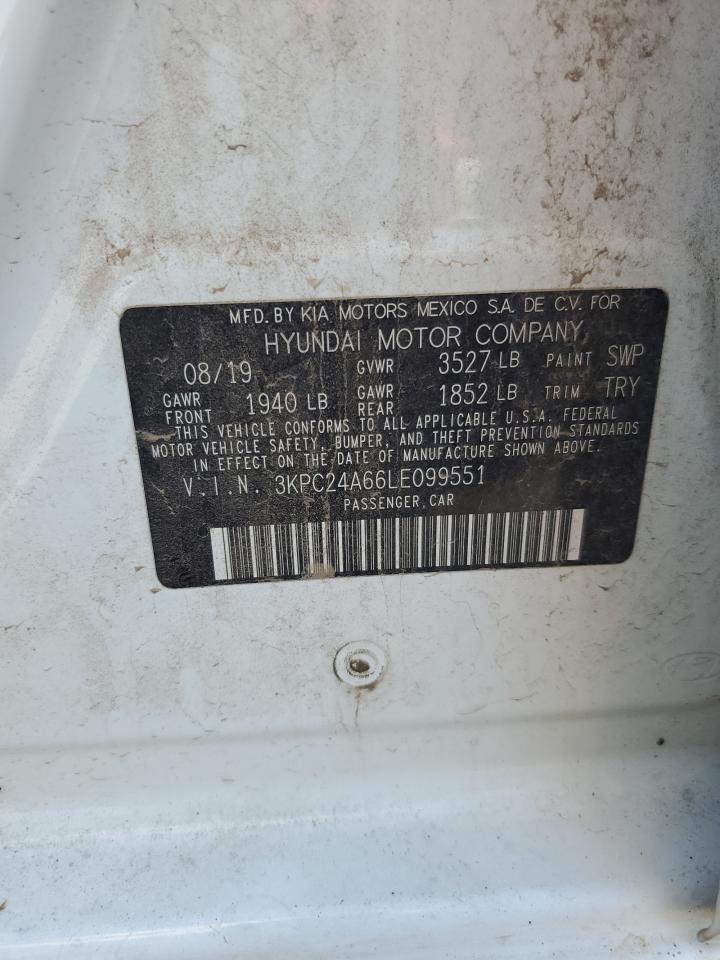 MFD. BY KIA MOTORS MEXICO S.A. DE C.V. FOR
HYUNDAI MOTOR COMPANY
08/19 GVWR 3527 LB PAINT SWP
GAWR FRONT 1940 LB GAWR REAR 1852 LB TRIM TRY
THIS VEHICLE CONFORMS TO ALL APPLICABLE U.S.A. FEDERAL
MOTOR VEHICLE SAFETY, BUMPER, AND THEFT PREVENTION STANDARDS
IN EFFECT ON THE DATE OF MANUFACTURE SHOWN ABOVE.
V.I.N. 3KPC24A66LE099551
PASSENGER CAR